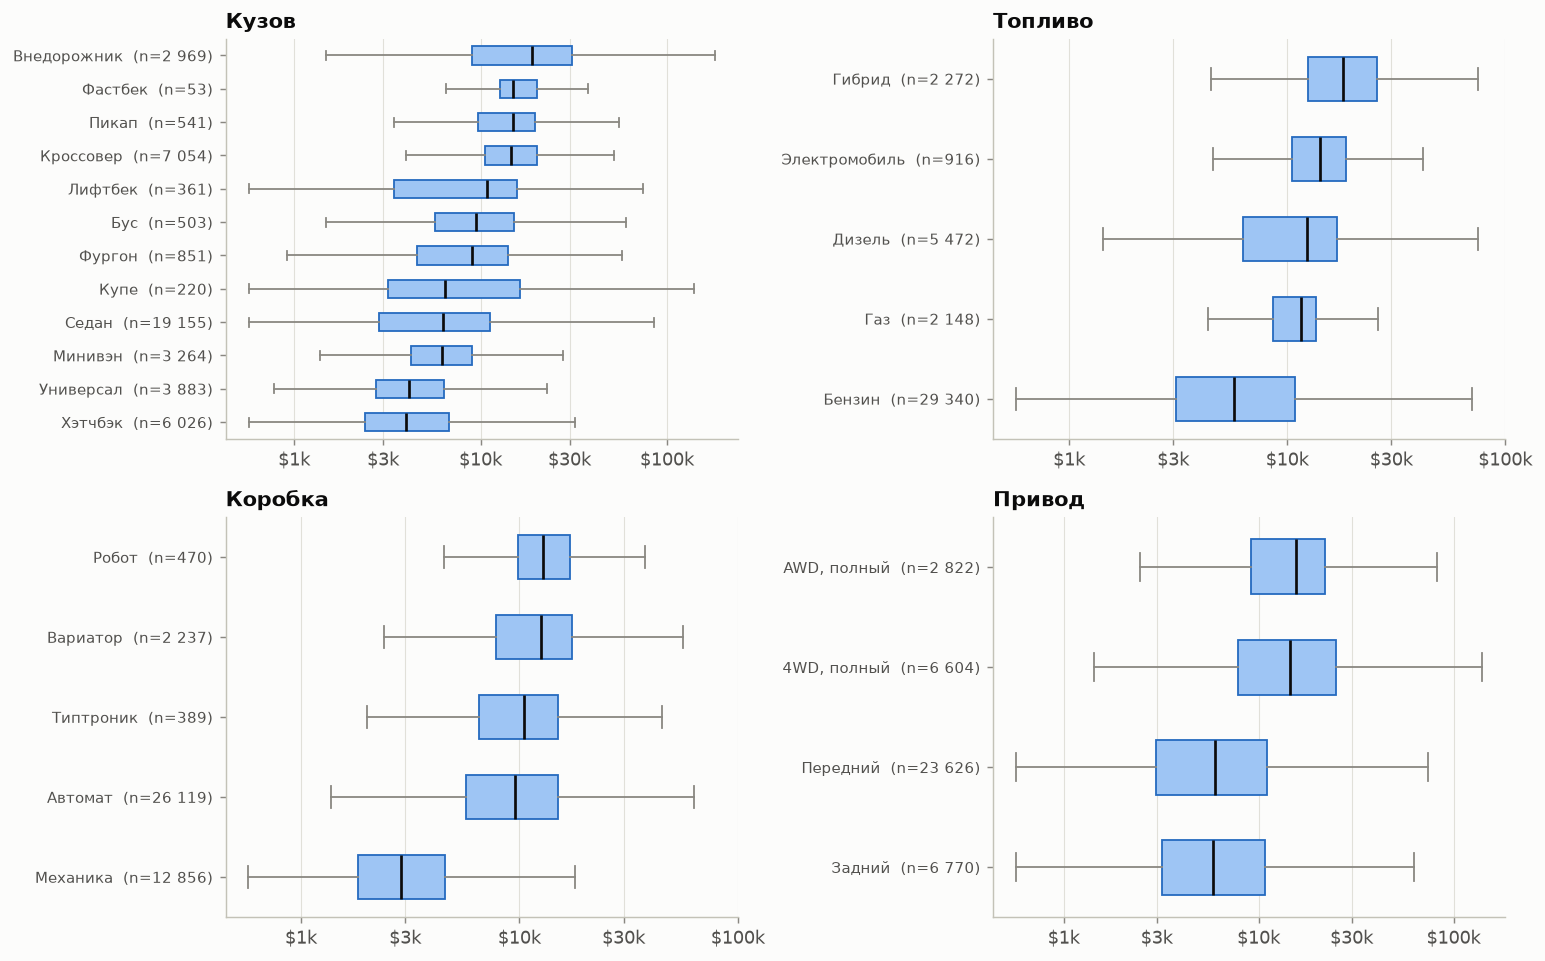 Кузов
Внедорожник (n=2 969)
Фастбек (n=53)
Пикап (n=541)
Кроссовер (n=7 054)
Лифтбек (n=361)
Бус (n=503)
Фургон (n=851)
Купе (n=220)
Седан (n=19 155)
Минивэн (n=3 264)
Универсал (n=3 883)
Хэтчбэк (n=6 026)
$1k $3k $10k $30k $100k
Топливо
Гибрид (n=2 272)
Электромобиль (n=916)
Дизель (n=5 472)
Газ (n=2 148)
Бензин (n=29 340)
$1k $3k $10k $30k $100k
Коробка
Робот (n=470)
Вариатор (n=2 237)
Типтроник (n=389)
Автомат (n=26 119)
Механика (n=12 856)
$1k $3k $10k $30k $100k
Привод
AWD, полный (n=2 822)
4WD, полный (n=6 604)
Передний (n=23 626)
Задний (n=6 770)
$1k $3k $10k $30k $100k